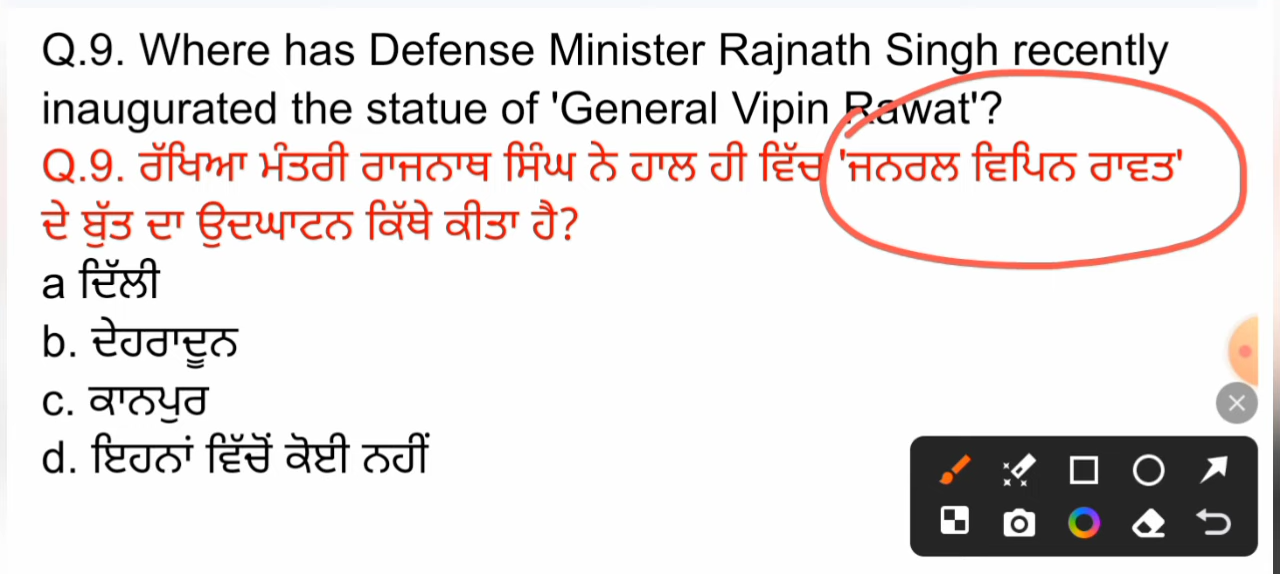 Q.9. Where has Defense Minister Rajnath Singh recently
inaugurated the statue of 'General Vipin Rawat'?
Q.9. ਰੱਖਿਆ ਮੰਤਰੀ ਰਾਜਨਾਥ ਸਿੰਘ ਨੇ ਹਾਲ ਹੀ ਵਿੱਚ 'ਜਨਰਲ ਵਿਪਿਨ ਰਾਵਤ'
ਦੇ ਬੁੱਤ ਦਾ ਉਦਘਾਟਨ ਕਿੱਥੇ ਕੀਤਾ ਹੈ?
a ਦਿੱਲੀ
b. ਦੇਹਰਾਦੂਨ
c. ਕਾਨਪੁਰ
d. ਇਹਨਾਂ ਵਿੱਚੋਂ ਕੋਈ ਨਹੀਂ